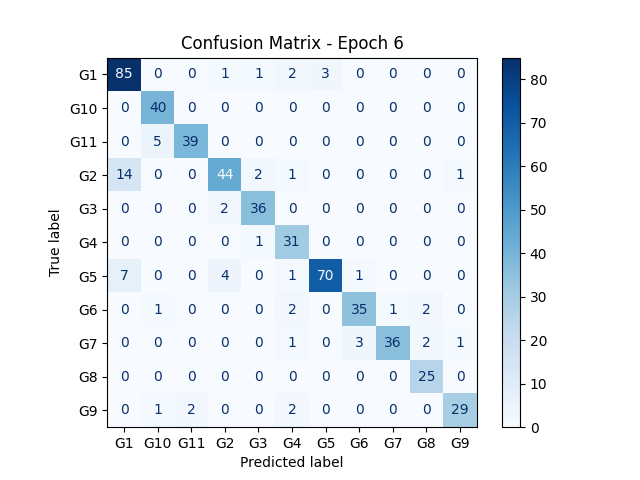 Confusion Matrix - Epoch 6
G1 85 0 0 1 1 2 3 0 0 0 0
G10 0 40 0 0 0 0 0 0 0 0 0
G11 0 5 39 0 0 0 0 0 0 0 0
G2 14 0 0 44 2 1 0 0 0 0 1
G3 0 0 0 2 36 0 0 0 0 0 0
G4 0 0 0 0 1 31 0 0 0 0 0
G5 7 0 0 4 0 1 70 1 0 0 0
G6 0 1 0 0 0 2 0 35 1 2 0
G7 0 0 0 0 0 1 0 3 36 2 1
G8 0 0 0 0 0 0 0 0 0 25 0
G9 0 1 2 0 0 2 0 0 0 0 29
G1 G10 G11 G2 G3 G4 G5 G6 G7 G8 G9
Predicted label
True label
80
70
60
50
40
30
20
10
0